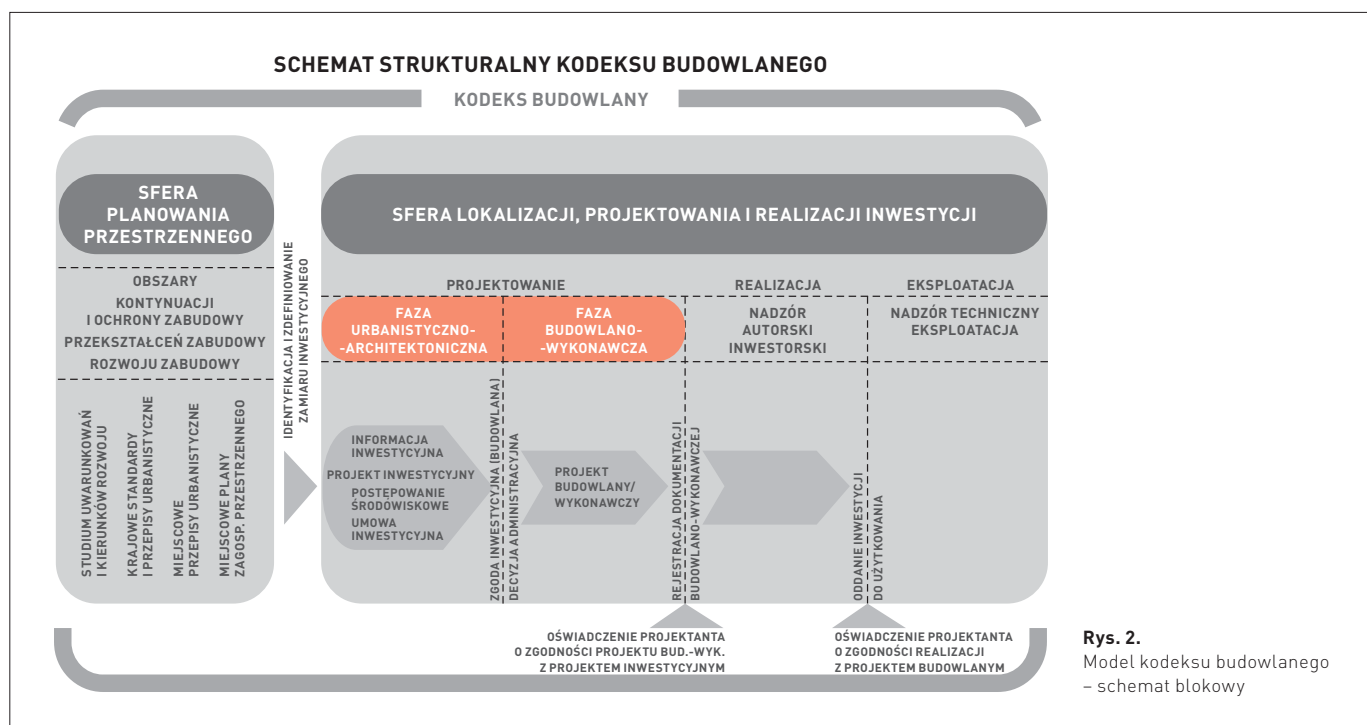 SCHEMAT STRUKTURALNY KODEKSU BUDOWLANEGO
KODEKS BUDOWLANY
SFERA
PLANOWANIA
PRZESTRZENNEGO
OBSZARY
KONTYNUACJI
I OCHRONY ZABUDOWY
PRZEKSZTAŁCEŃ ZABUDOWY
ROZWOJU ZABUDOWY
STUDIUM UWARUNKOWAŃ
I KIERUNKÓW ROZWOJU
KRAJOWE STANDARDY
I PRZEPISY URBANISTYCZNE
MIEJSCOWE
PRZEPISY URBANISTYCZNE
MIEJSCOWE PLANY
ZAGOSP. PRZESTRZENNEGO
IDENTYFIKACJA I ZDEFINIOWANIE
ZAMIARU INWESTYCYJNEGO
SFERA LOKALIZACJI, PROJEKTOWANIA I REALIZACJI INWESTYCJI
PROJEKTOWANIE
REALIZACJA
EKSPLOATACJA
FAZA
URBANISTYCZNO-
-ARCHITEKTONICZNA
FAZA
BUDOWLANO-
-WYKONAWCZA
NADZÓR
AUTORSKI
INWESTORSKI
NADZÓR TECHNICZNY
EKSPLOATACJA
INFORMACJA
INWESTYCYJNA
PROJEKT INWESTYCYJNY
POSTĘPOWANIE
ŚRODOWISKOWE
UMOWA
INWESTYCYJNA
ZGODA INWESTYCYJNA (BUDOWLANA)
DECYZJA ADMINISTRACYJNA
PROJEKT
BUDOWLANY/
WYKONAWCZY
REJESTRACJA DOKUMENTACJI
BUDOWLANO-WYKONAWCZEJ
ODDANIE INWESTYCJI
DO UŻYTKOWANIA
OŚWIADCZENIE PROJEKTANTA
O ZGODNOŚCI PROJEKTU BUD.-WYK.
Z PROJEKTEM INWESTYCYJNYM
OŚWIADCZENIE PROJEKTANTA
O ZGODNOŚCI REALIZACJI
Z PROJEKTEM BUDOWLANYM
Rys. 2.
Model kodeksu budowlanego
– schemat blokowy